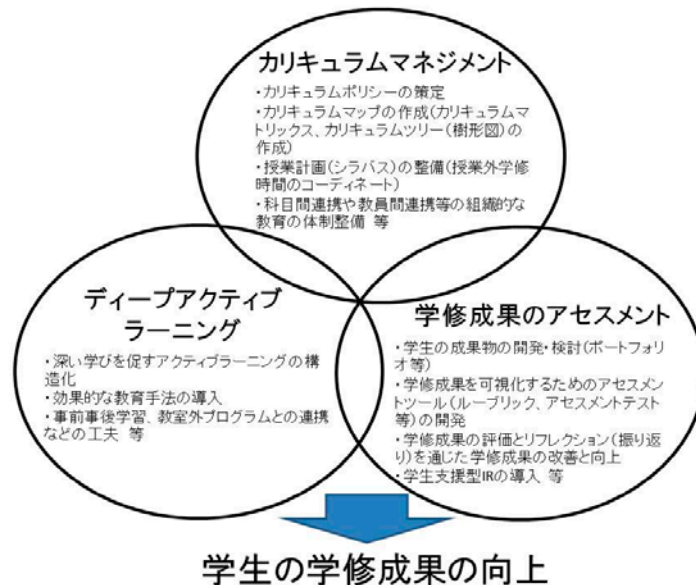 カリキュラムマネジメント
・カリキュラムポリシーの策定
・カリキュラムマップの作成(カリキュラムマ
トリックス、カリキュラムツリー(樹形図)の
作成)
・授業計画(シラバス)の整備(授業外学修
時間のコーディネート)
・科目間連携や教員間連携等の組織的な
教育の体制整備 等
ディープアクティブ
ラーニング
・深い学びを促すアクティブラーニングの構
造化
・効果的な教育手法の導入
・事前事後学習、教室外プログラムとの連携
などの工夫 等
学修成果のアセスメント
・学生の成果物の開発・検討(ポートフォリ
オ等)
・学修成果を可視化するためのアセスメ
ントツール(ルーブリック、アセスメントテスト
等)の開発
・学修成果の評価とリフレクション(振り返
り)を通じた学修成果の改善と向上
・学生支援型IRの導入 等
学生の学修成果の向上